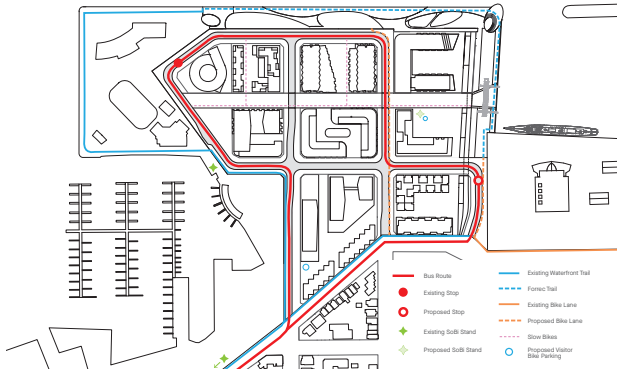 Bus Route
Existing Stop
Proposed Stop
Existing SoBi Stand
Proposed SoBi Stand
Existing Waterfront Trail
Forrec Trail
Existing Bike Lane
Proposed Bike Lane
Slow Bikes
Proposed Visitor
Bike Parking